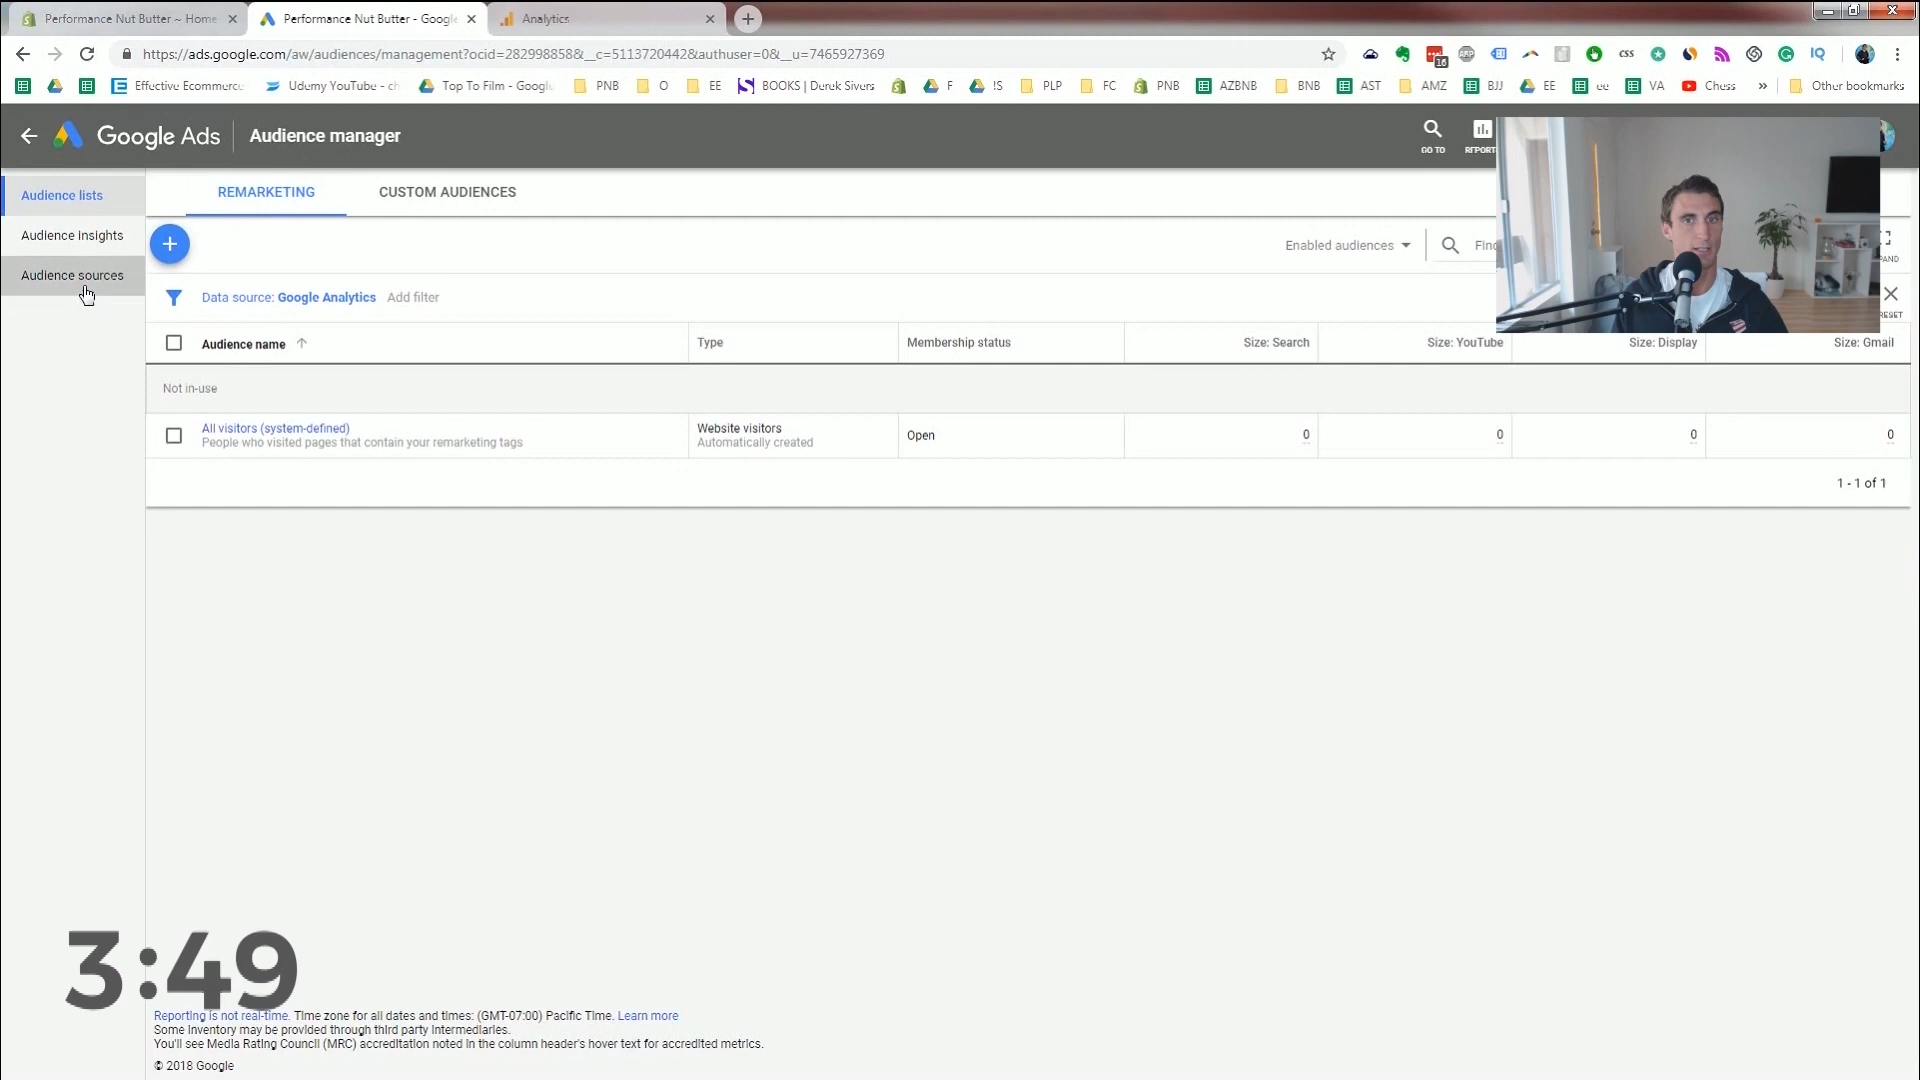 Performance Nut Butter ~ Home
Performance Nut Butter - Google
Analytics
https://ads.google.com/aw/audiences/management?ocid=282998858&__c=5113720442&authuser=0&__u=7465927369
16
ABP
CSS
Effective Ecommerce
Udemy YouTube - ch
Top To Film - Google
PNB
O
EE
BOOKS | Derek Sivers
F
!S
PLP
FC
PNB
AZBNB
BNB
AST
AMZ
BJJ
EE
ee
VA
Chess
»
Other bookmarks
Google Ads
Audience manager
GO TO
REPORTS
Audience lists
REMARKETING
CUSTOM AUDIENCES
Audience insights
Enabled audiences
Find
PAND
Audience sources
Data source: Google Analytics
Add filter
RESET
Audience name
Type
Membership status
Size: Search
Size: YouTube
Size: Display
Size: Gmail
Not in-use
All visitors (system-defined)
People who visited pages that contain your remarketing tags
Website visitors
Automatically created
Open
0
0
0
0
1 - 1 of 1
3:49
Reporting is not real-time. Time zone for all dates and times: (GMT-07:00) Pacific Time. Learn more
Some inventory may be provided through third party intermediaries.
You'll see Media Rating Council (MRC) accreditation noted in the column header's hover text for accredited metrics.
© 2018 Google